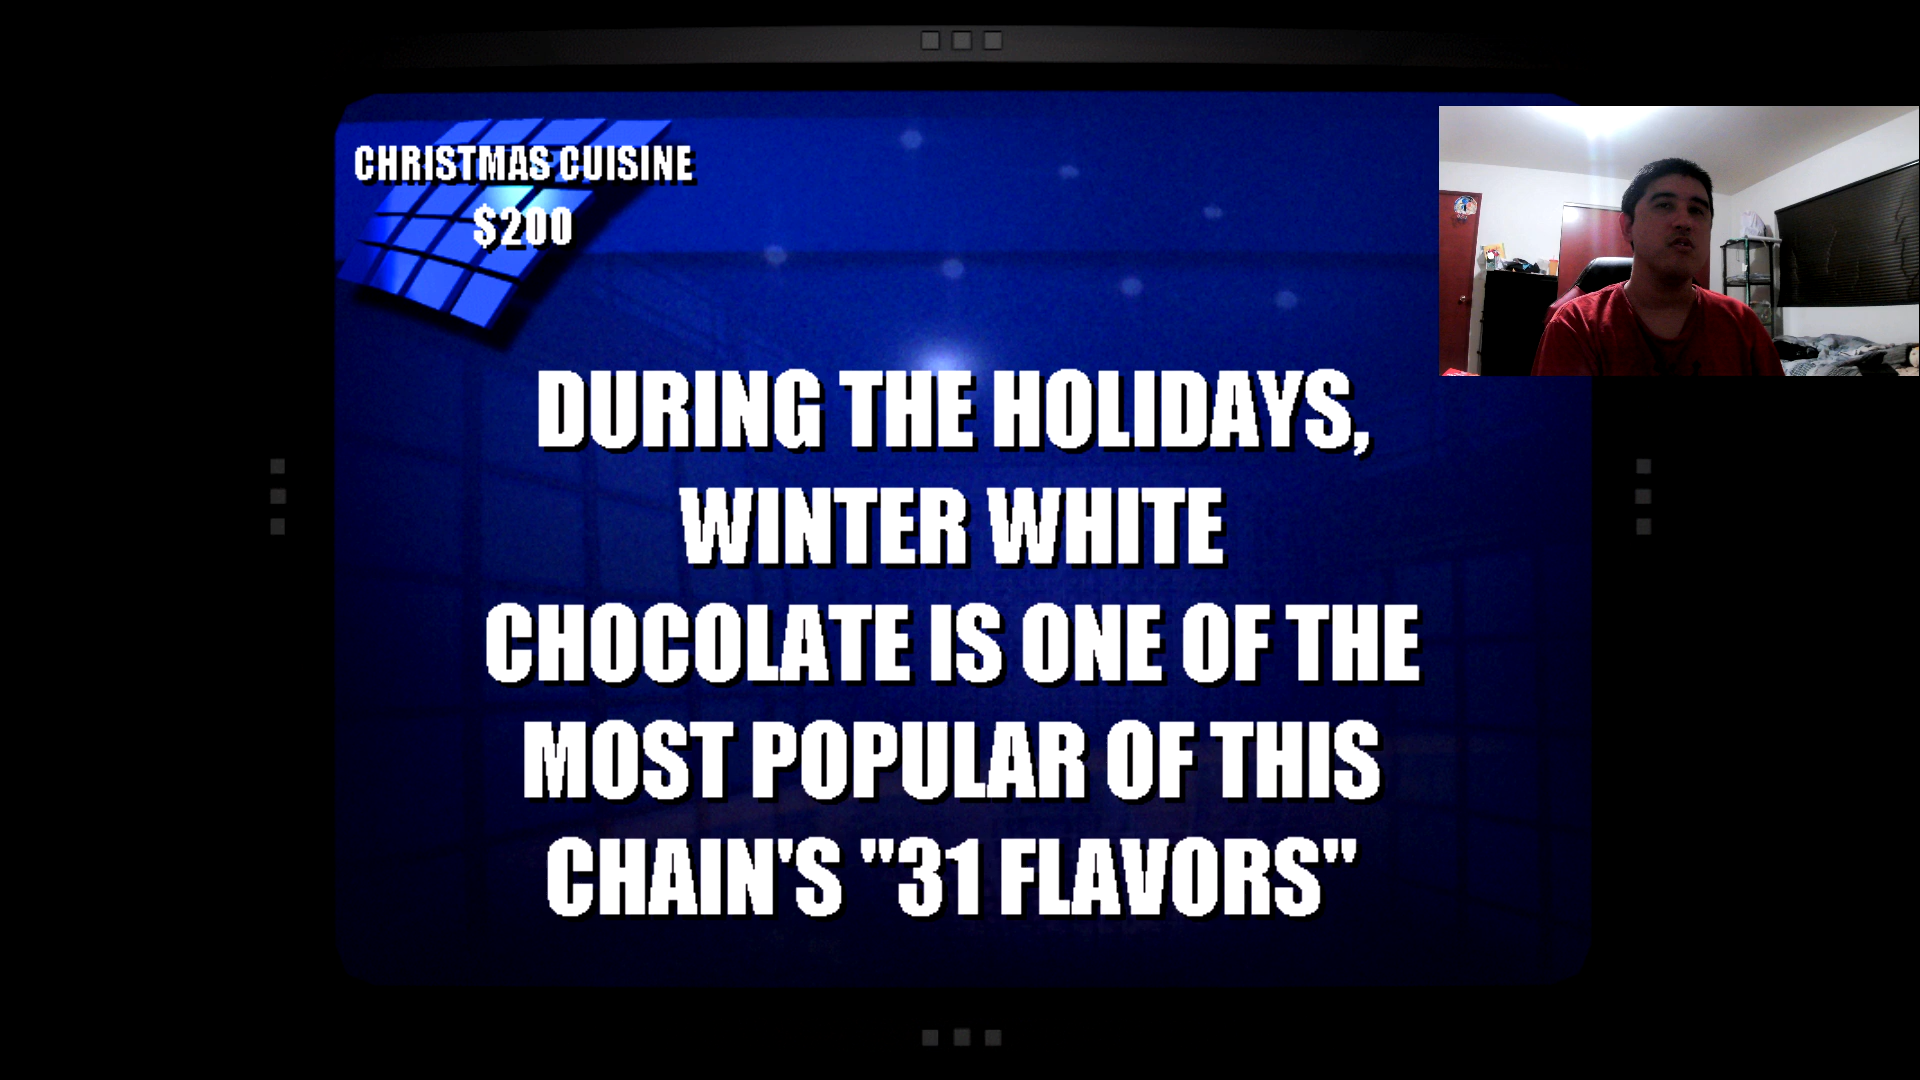 CHRISTMAS CUISINE
$200
DURING THE HOLIDAYS,
WINTER WHITE
CHOCOLATE IS ONE OF THE
MOST POPULAR OF THIS
CHAIN'S "31 FLAVORS"